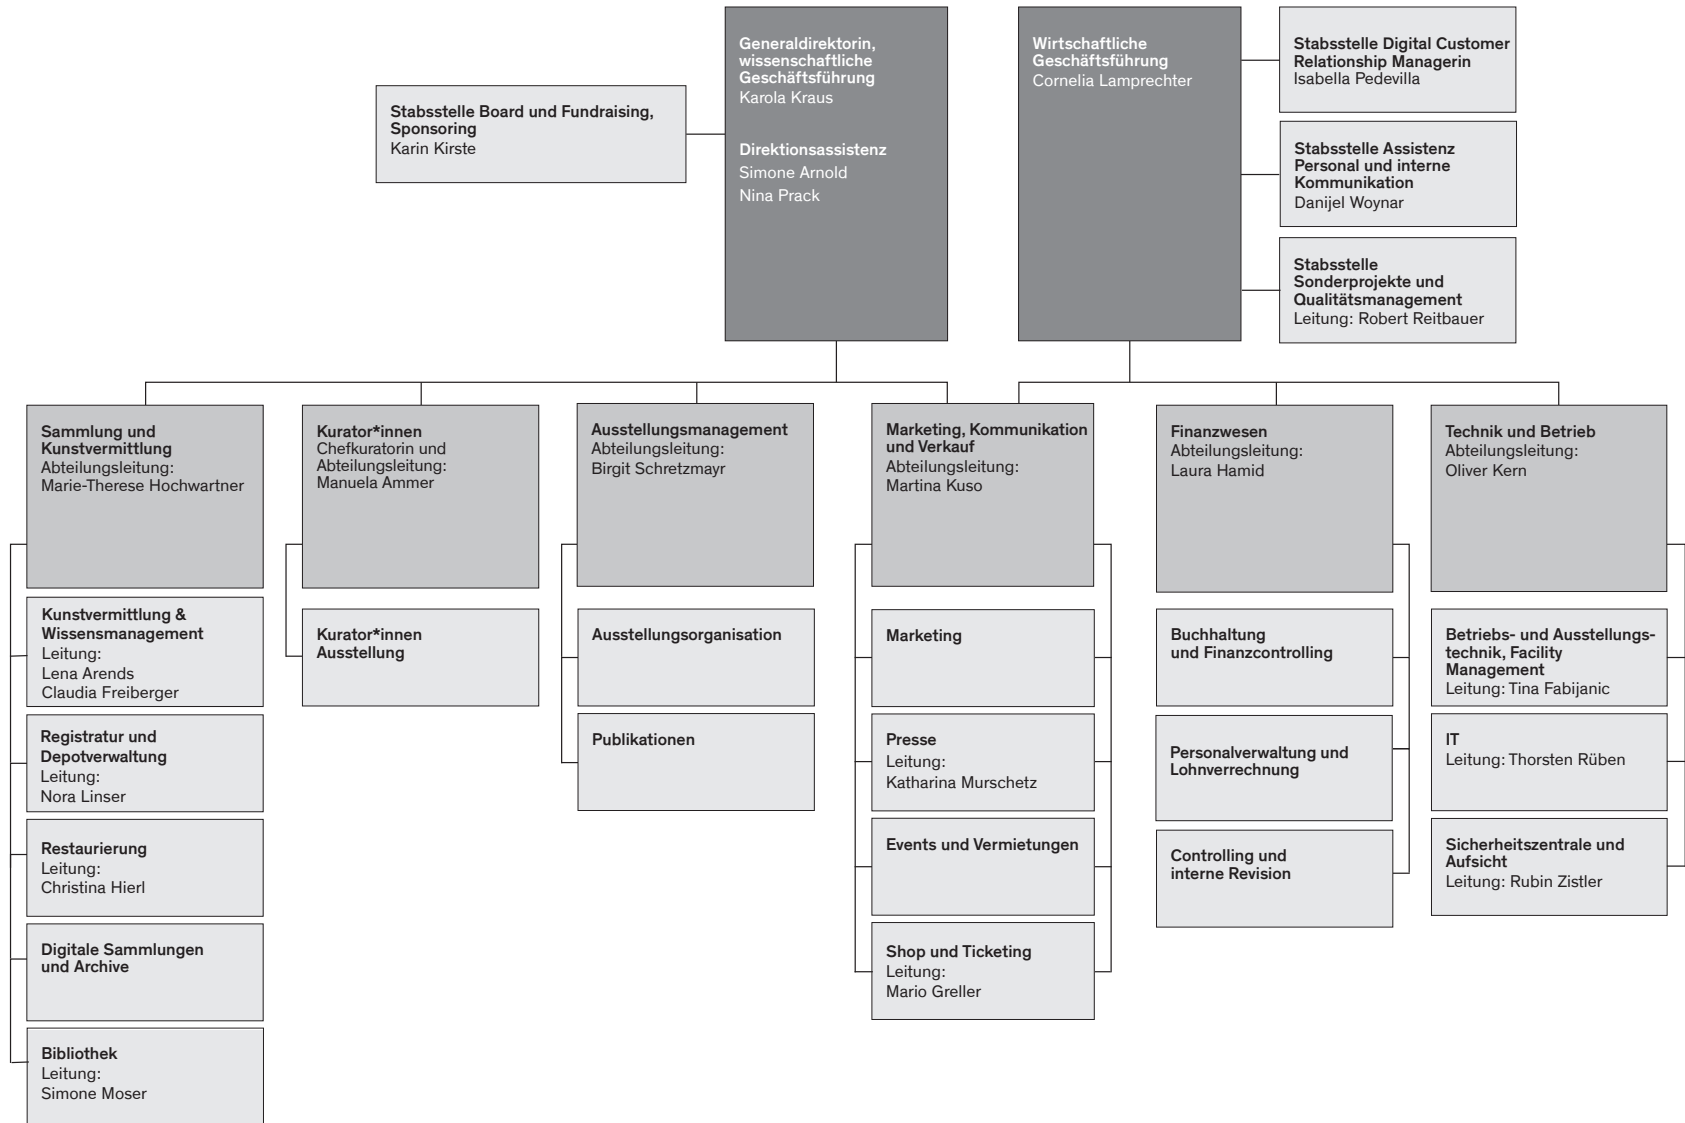 Generaldirektorin,
wissenschaftliche
Geschäftsführung
Karola Kraus
Direktionsassistenz
Simone Arnold
Nina Prack
Wirtschaftliche
Geschäftsführung
Cornelia Lamprechter
Stabsstelle Digital Customer
Relationship Managerin
Isabella Pedevilla
Stabsstelle Board und Fundraising,
Sponsoring
Karin Kirste
Stabsstelle Assistenz
Personal und interne
Kommunikation
Danijel Woynar
Stabsstelle
Sonderprojekte und
Qualitätsmanagement
Leitung: Robert Reitbauer
Sammlung und
Kunstvermittlung
Abteilungsleitung:
Marie-Therese Hochwartner
Kurator*innen
Chefkuratorin und
Abteilungsleitung:
Manuela Ammer
Ausstellungsmanagement
Abteilungsleitung:
Birgit Schretzmayr
Marketing, Kommunikation
und Verkauf
Abteilungsleitung:
Martina Kuso
Finanzwesen
Abteilungsleitung:
Laura Hamid
Technik und Betrieb
Abteilungsleitung:
Oliver Kern
Kunstvermittlung &
Wissensmanagement
Leitung:
Lena Arends
Claudia Freiberger
Kurator*innen
Ausstellung
Ausstellungsorganisation
Marketing
Buchhaltung
und Finanzcontrolling
Betriebs- und Ausstellungs-
technik, Facility
Management
Leitung: Tina Fabijanic
Registratur und
Depotverwaltung
Leitung:
Nora Linser
Publikationen
Presse
Leitung:
Katharina Murschetz
Personalverwaltung und
Lohnverrechnung
IT
Leitung: Thorsten Rüben
Restaurierung
Leitung:
Christina Hierl
Events und Vermietungen
Controlling und
interne Revision
Sicherheitszentrale und
Aufsicht
Leitung: Rubin Zistler
Digitale Sammlungen
und Archive
Shop und Ticketing
Leitung:
Mario Greller
Bibliothek
Leitung:
Simone Moser